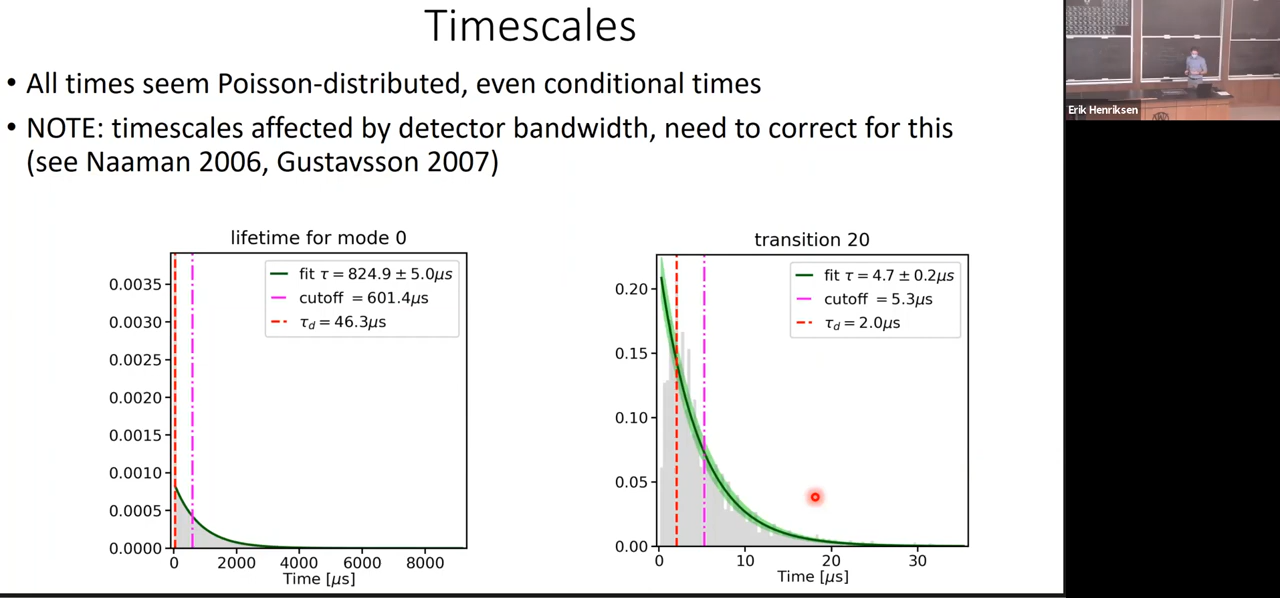 Timescales
• All times seem Poisson-distributed, even conditional times
• NOTE: timescales affected by detector bandwidth, need to correct for this
(see Naaman 2006, Gustavsson 2007)
lifetime for mode 0
fit τ = 824.9 ± 5.0μs
cutoff = 601.4μs
τd = 46.3μs
0.0035
0.0030
0.0025
0.0020
0.0015
0.0010
0.0005
0.0000
0 2000 4000 6000 8000
Time [μs]
transition 20
fit τ = 4.7 ± 0.2μs
cutoff = 5.3μs
τd = 2.0μs
0.20
0.15
0.10
0.05
0.00
0 10 20 30
Time [μs]
Erik Henriksen